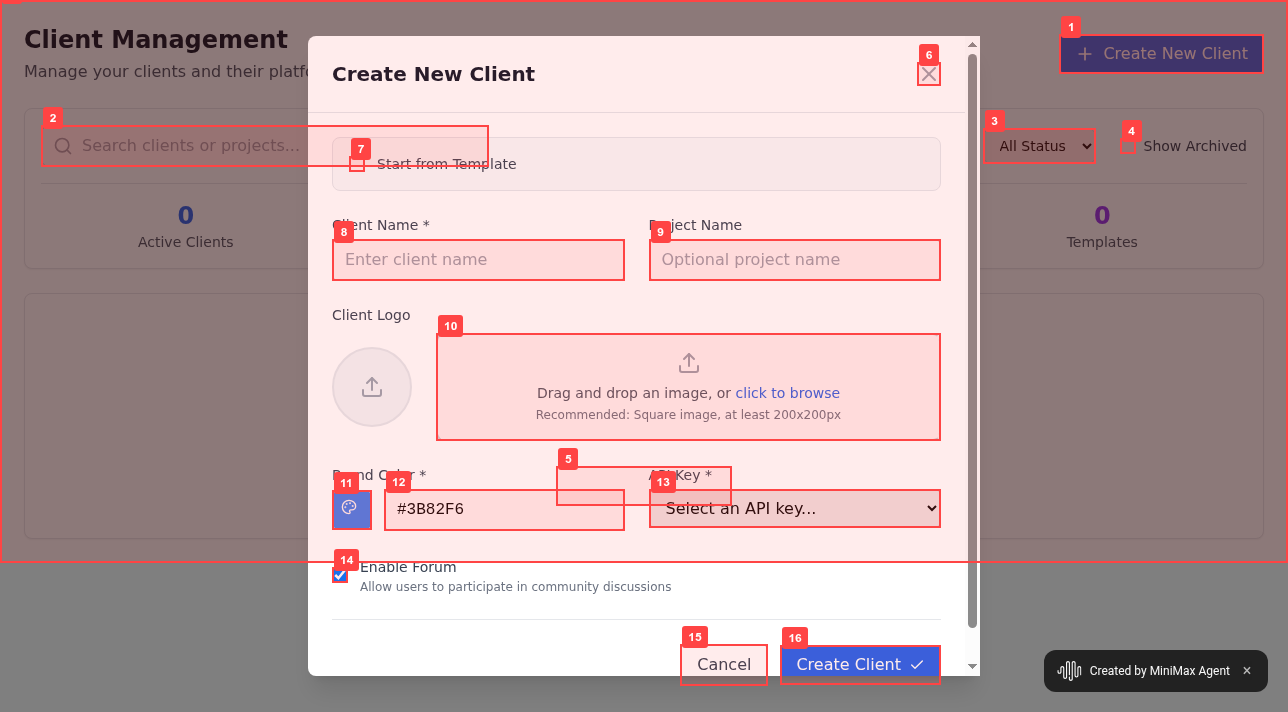 Client Management
Manage your clients and their platfo
1
Create New Client
Create New Client
6
2
Search clients or projects...
3
All Status
4
Show Archived
7
Start from Template
0
Active Clients
0
Templates
Client Name *
8
Enter client name
Project Name
9
Optional project name
Client Logo
10
Drag and drop an image, or click to browse
Recommended: Square image, at least 200x200px
5
Brand Color *
11
12
#3B82F6
API Key *
13
Select an API key...
14
Enable Forum
Allow users to participate in community discussions
15
Cancel
16
Create Client
Created by MiniMax Agent